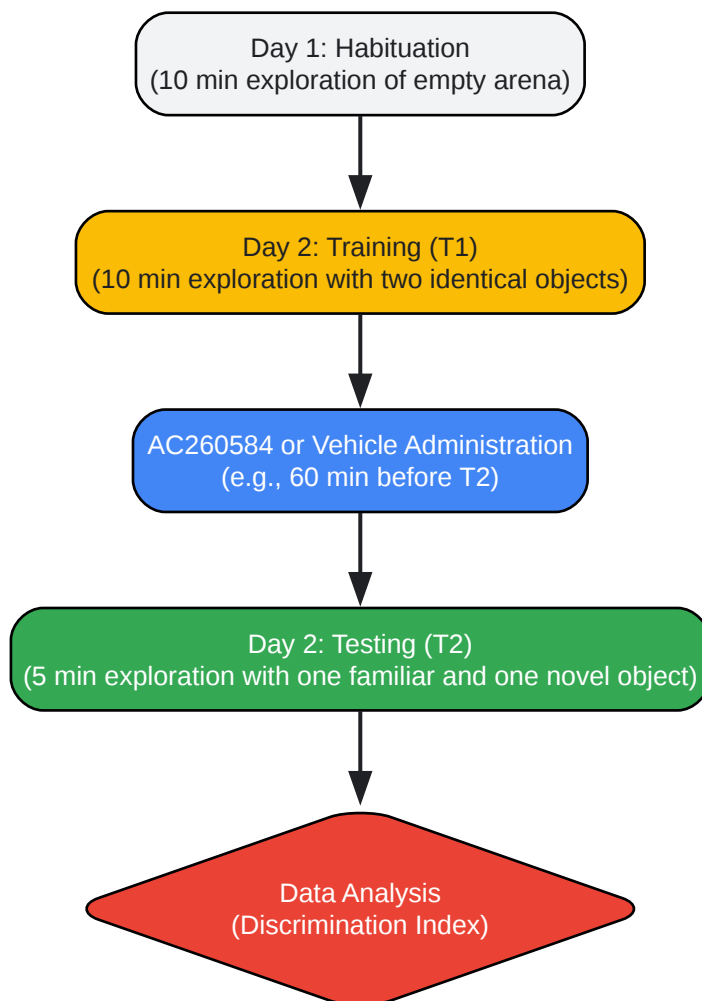 Day 1: Habituation
(10 min exploration of empty arena)
Day 2: Training (T1)
(10 min exploration with two identical objects)
AC260584 or Vehicle Administration
(e.g., 60 min before T2)
Day 2: Testing (T2)
(5 min exploration with one familiar and one novel object)
Data Analysis
(Discrimination Index)